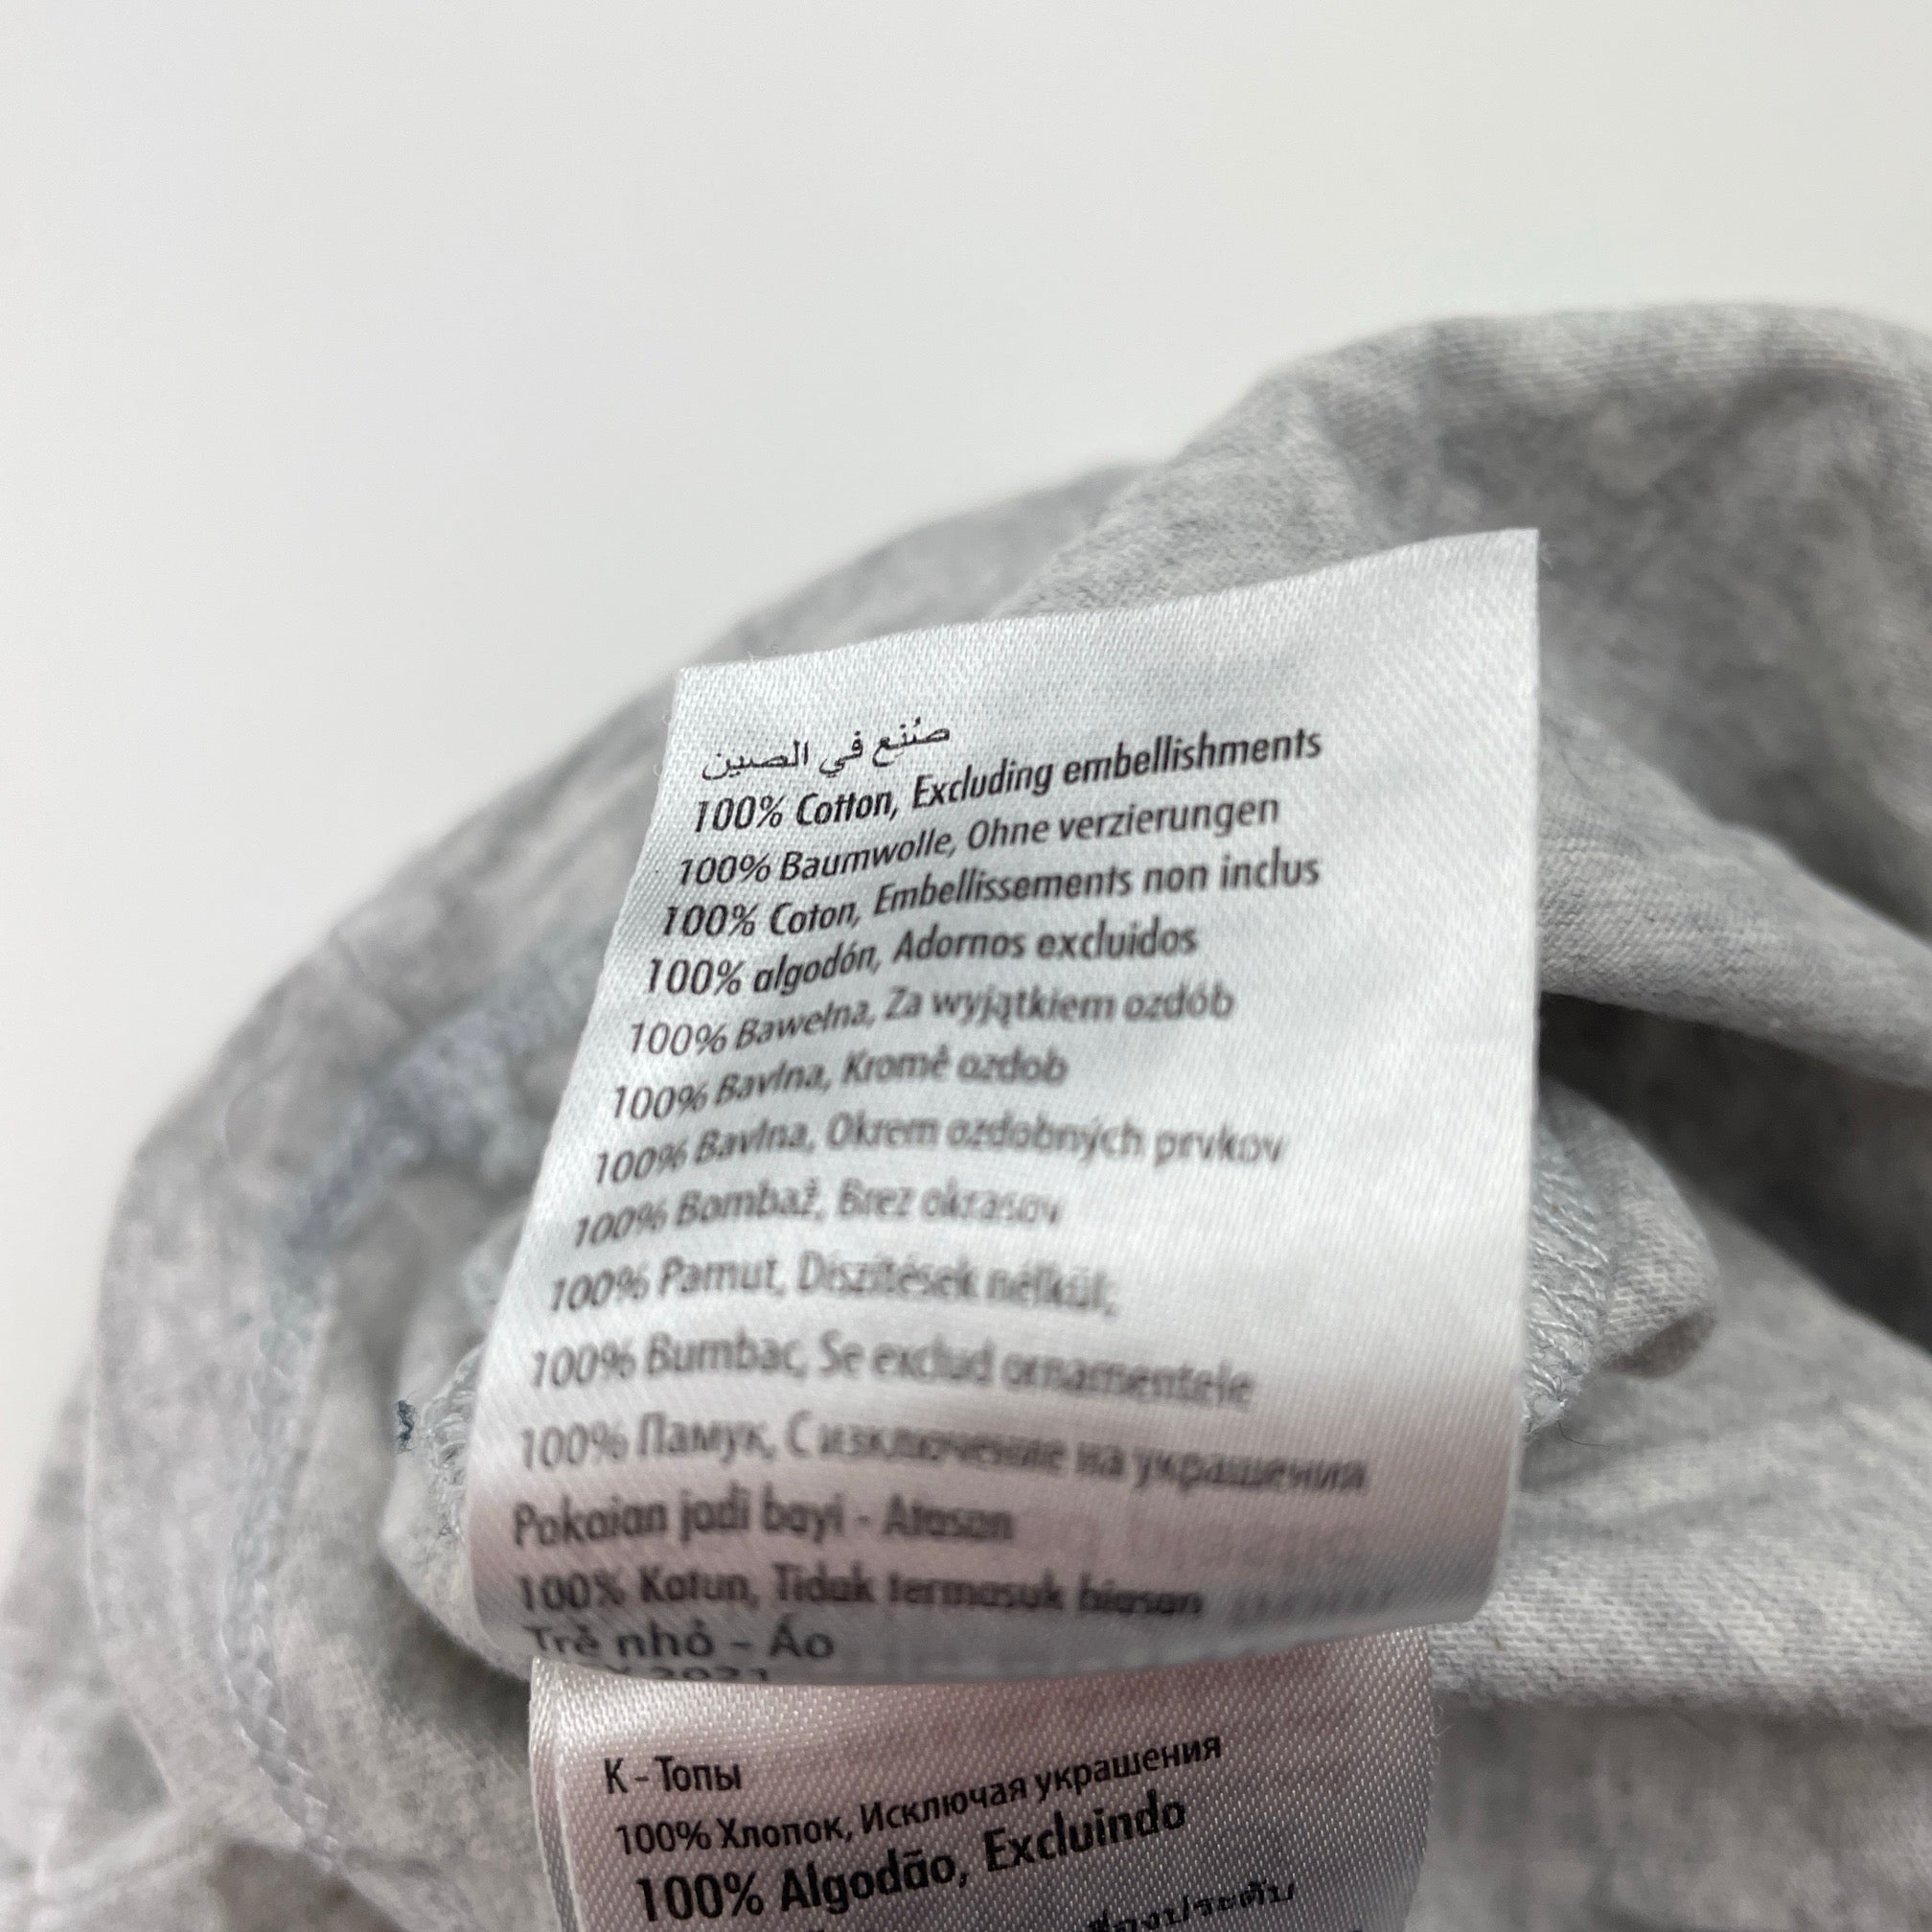 صُنع في الصين
100% Cotton, Excluding embellishments
100% Baumwolle, Ohne verzierungen
100% Coton, Embellissements non inclus
100% algodón, Adornos excluidos
100% Bawełna, Za wyjątkiem ozdób
100% Bavlna, Kromě ozdob
100% Bavlna, Okrem ozdobných prvkov
100% Bombaž, Brez okrasov
100% Pamut, Díszítések nélkül;
100% Bumbac, Se exclud ornamentele
100% Памук, С изключение на украшения
Pakaian jadi bayi - Atasan
100% Katun, Tidak termasuk hiasan
Trẻ nhỏ - Áo
2021
К - Топы
100% Хлопок, Исключая украшения
100% Algodão, Excluindo